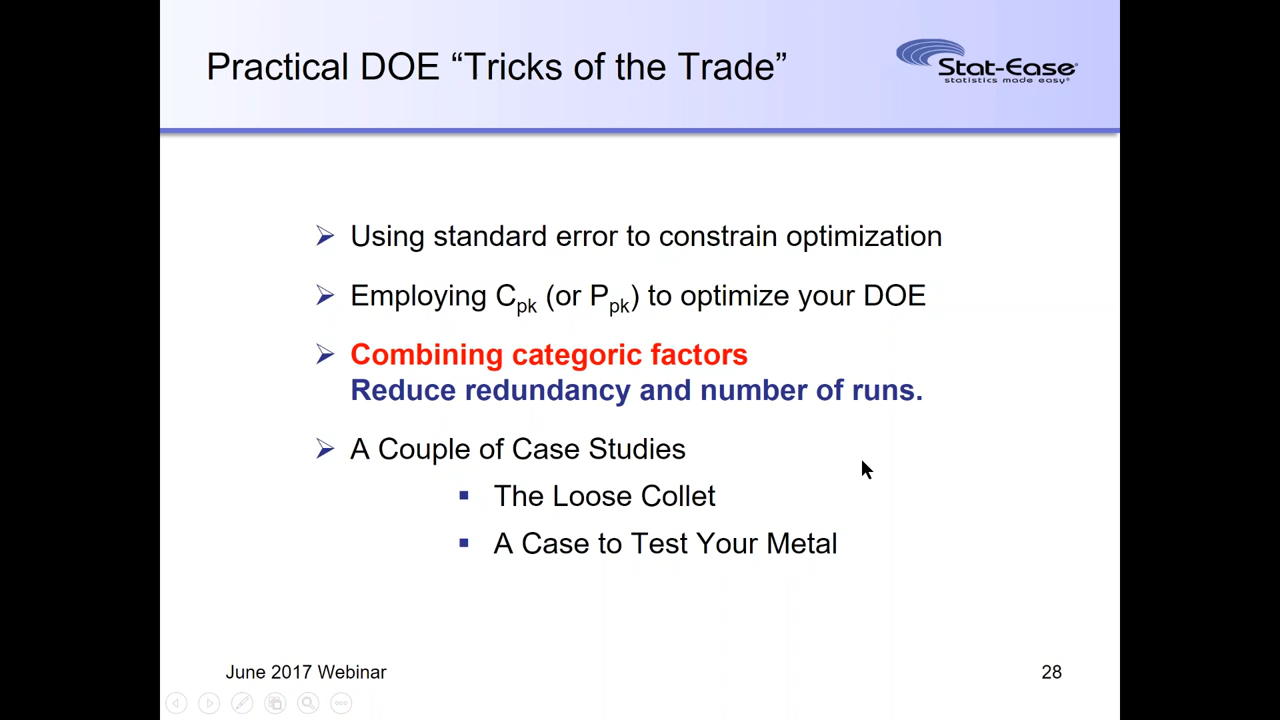 Practical DOE “Tricks of the Trade”
Stat-Ease
statistics made easy®
Using standard error to constrain optimization
Employing Cpk (or Ppk) to optimize your DOE
Combining categoric factors
Reduce redundancy and number of runs.
A Couple of Case Studies
The Loose Collet
A Case to Test Your Metal
June 2017 Webinar
28